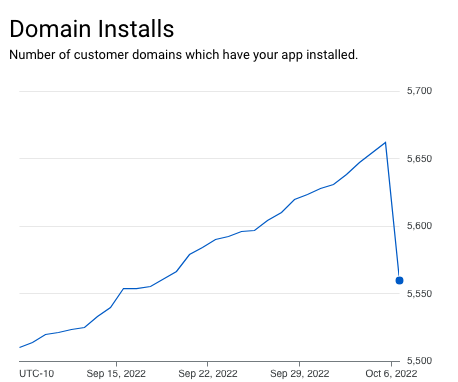 Domain Installs
Number of customer domains which have your app installed.
5,700
5,650
5,600
5,550
5,500
UTC-10
Sep 15, 2022
Sep 22, 2022
Sep 29, 2022
Oct 6, 2022